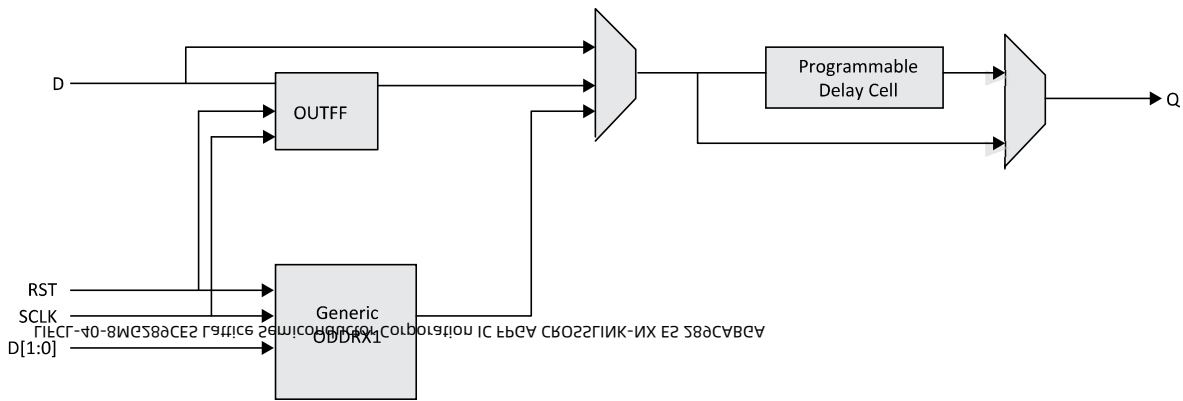 D
OUTFF
Programmable
Delay Cell
Q
RST
SCLK
D[1:0]
Generic
ODDRX1
LIFCL-40-8MG289CES Lattice Semiconductor Corporation IC FPGA CROSSLINK-NX ES 289CABGA